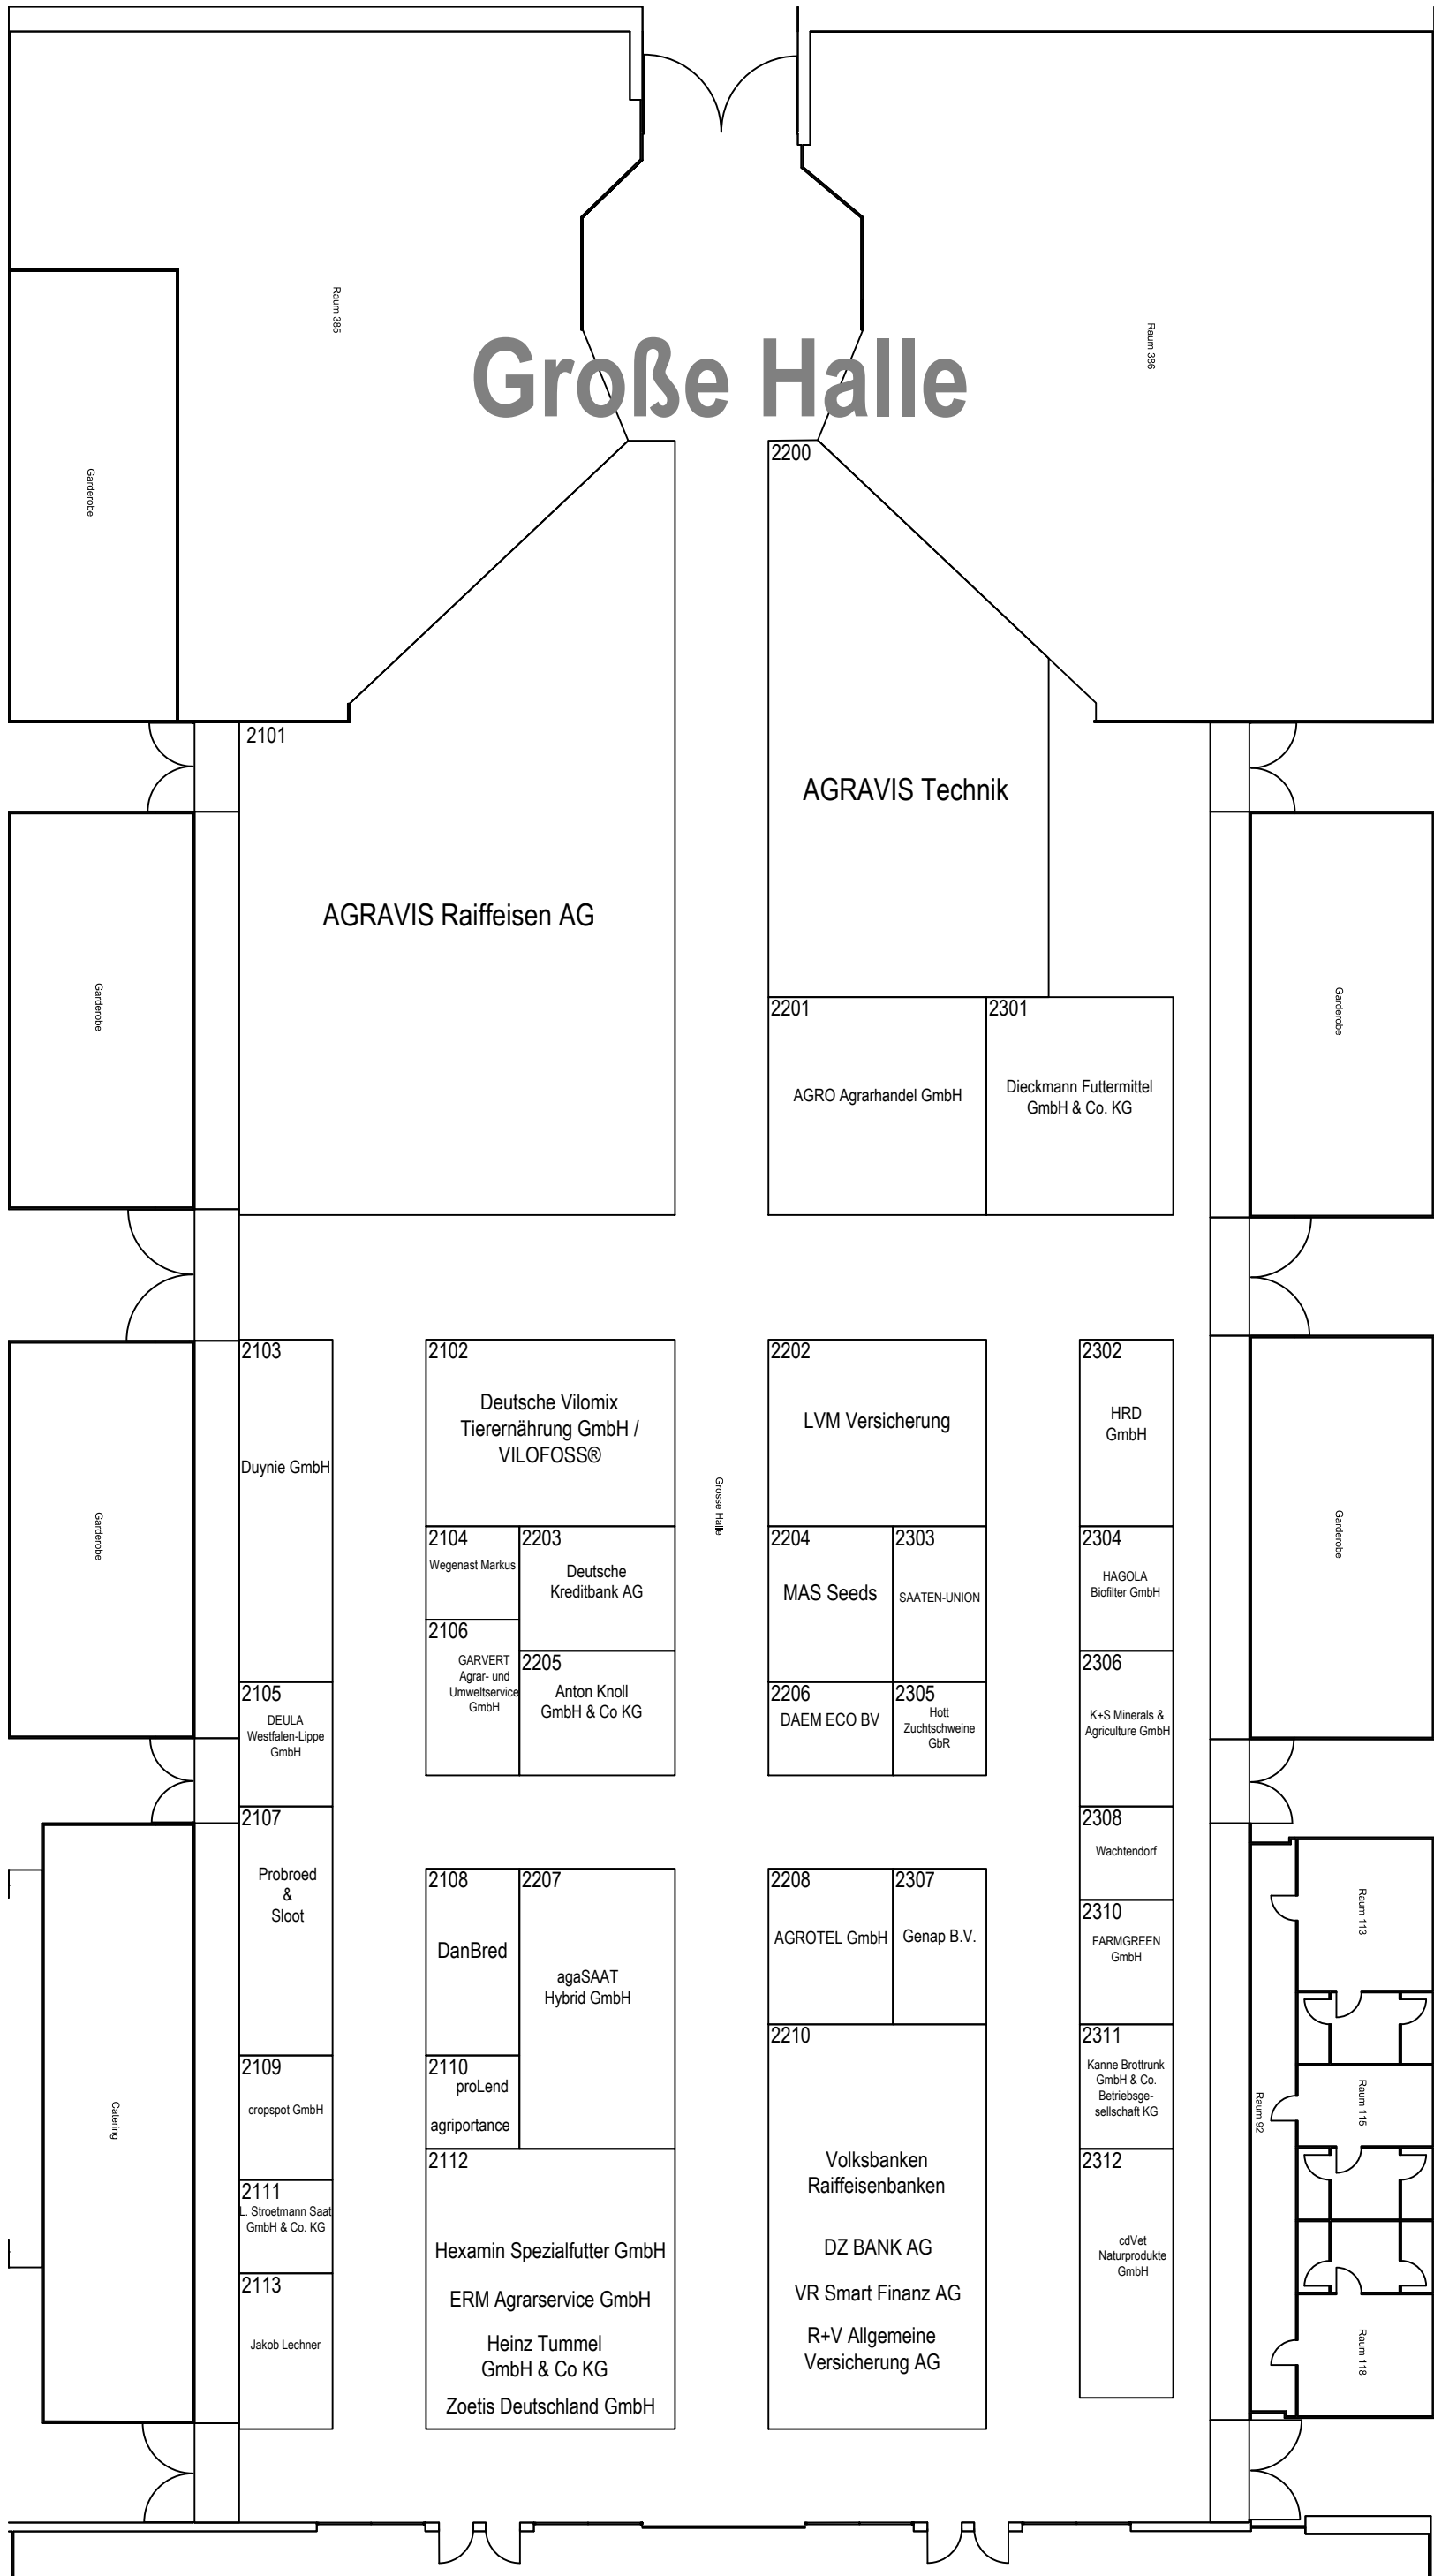 Raum 385
Raum 386
Große Halle
Garderobe
2200
2101
AGRAVIS Technik
AGRAVIS Raiffeisen AG
Garderobe
Garderobe
2201
AGRO Agrarhandel GmbH
2301
Dieckmann Futtermittel
GmbH & Co. KG
2103
Duynie GmbH
2102
Deutsche Vilomix
Tierernährung GmbH /
VILOFOSS®
2202
LVM Versicherung
2302
HRD
GmbH
Garderobe
Grosse Halle
Garderobe
2104
Wegenast Markus
2203
Deutsche
Kreditbank AG
2204
MAS Seeds
2303
SAATEN-UNION
2304
HAGOLA
Biofilter GmbH
2106
GARVERT
Agrar- und
Umweltservice
GmbH
2205
Anton Knoll
GmbH & Co KG
2306
K+S Minerals &
Agriculture GmbH
2105
DEULA
Westfalen-Lippe
GmbH
2206
DAEM ECO BV
2305
Hott
Zuchtschweine
GbR
2107
Probroed
&
Sloot
2308
Wachtendorf
2108
DanBred
2207
agaSAAT
Hybrid GmbH
2208
AGROTEL GmbH
2307
Genap B.V.
2310
FARMGREEN
GmbH
Raum 113
2210
Volksbanken
Raiffeisenbanken
DZ BANK AG
VR Smart Finanz AG
R+V Allgemeine
Versicherung AG
2311
Kanne Brottrunk
GmbH & Co.
Betriebsge-
sellschaft KG
2109
cropspot GmbH
2110
proLend
agriportance
Catering
Raum 92
Raum 115
2112
Hexamin Spezialfutter GmbH
ERM Agrarservice GmbH
Heinz Tummel
GmbH & Co KG
Zoetis Deutschland GmbH
2312
cdVet
Naturprodukte
GmbH
2111
L. Stroetmann Saat
GmbH & Co. KG
2113
Jakob Lechner
Raum 118